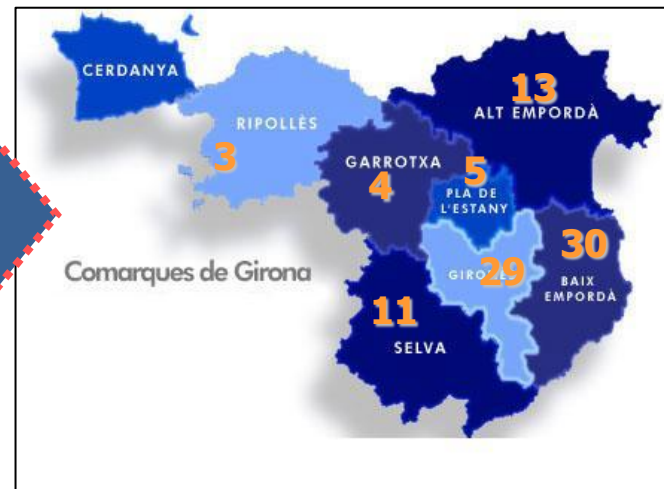 CERDANYA
RIPOLLÈS
3
13
ALT EMPORDÀ
GARROTXA
4
5
PLA DE
L'ESTANY
30
BAIX
EMPORDÀ
29
Comarques de Girona
11
SELVA